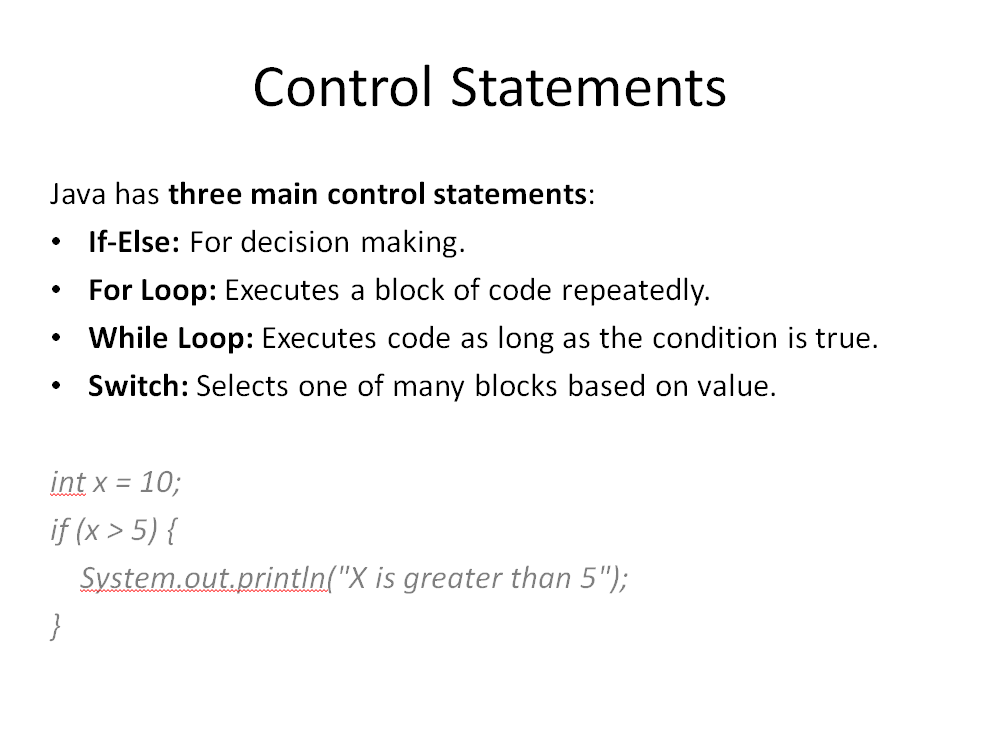 Control Statements
Java has three main control statements:
• If-Else: For decision making.
• For Loop: Executes a block of code repeatedly.
• While Loop: Executes code as long as the condition is true.
• Switch: Selects one of many blocks based on value.
int x = 10;
if (x > 5) {
    System.out.println("X is greater than 5");
}